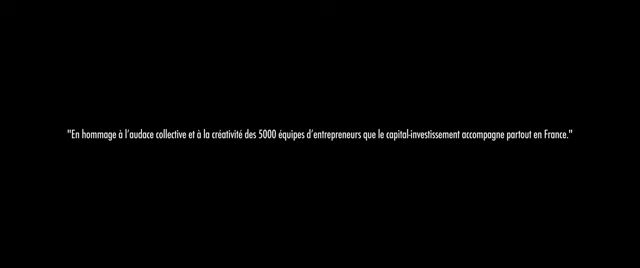 "En hommage à l'audace collective et à la créativité des 5000 équipes d'entrepreneurs que le capital-investissement accompagne partout en France."